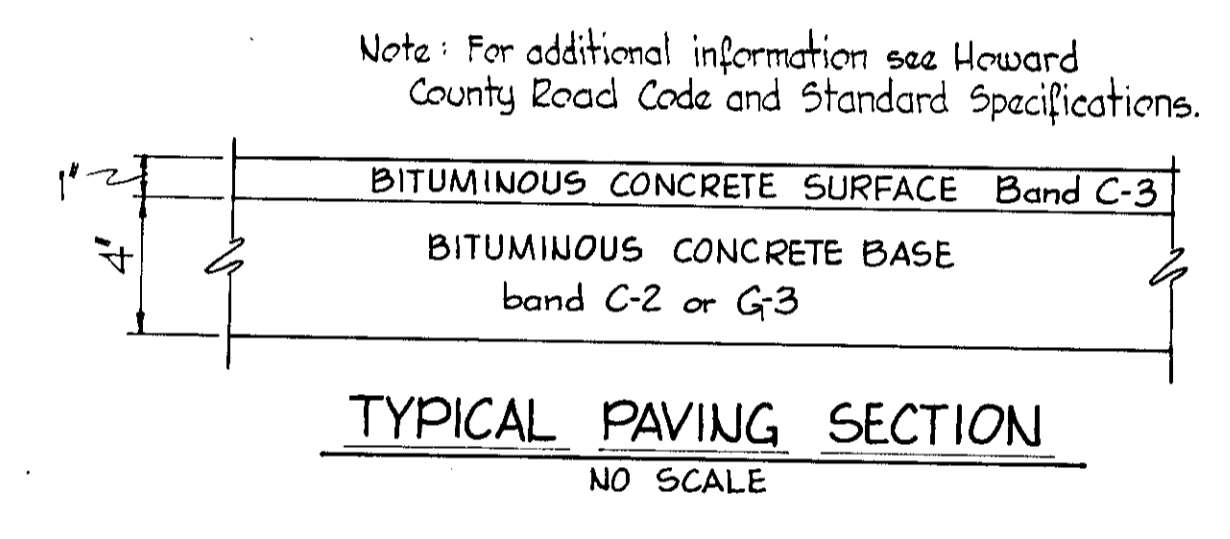 Note: For additional information see Howard
County Road Code and Standard Specifications.
1"
BITUMINOUS CONCRETE SURFACE Band C-3
4"
BITUMINOUS CONCRETE BASE
band C-2 or G-3
TYPICAL PAVING SECTION
NO SCALE